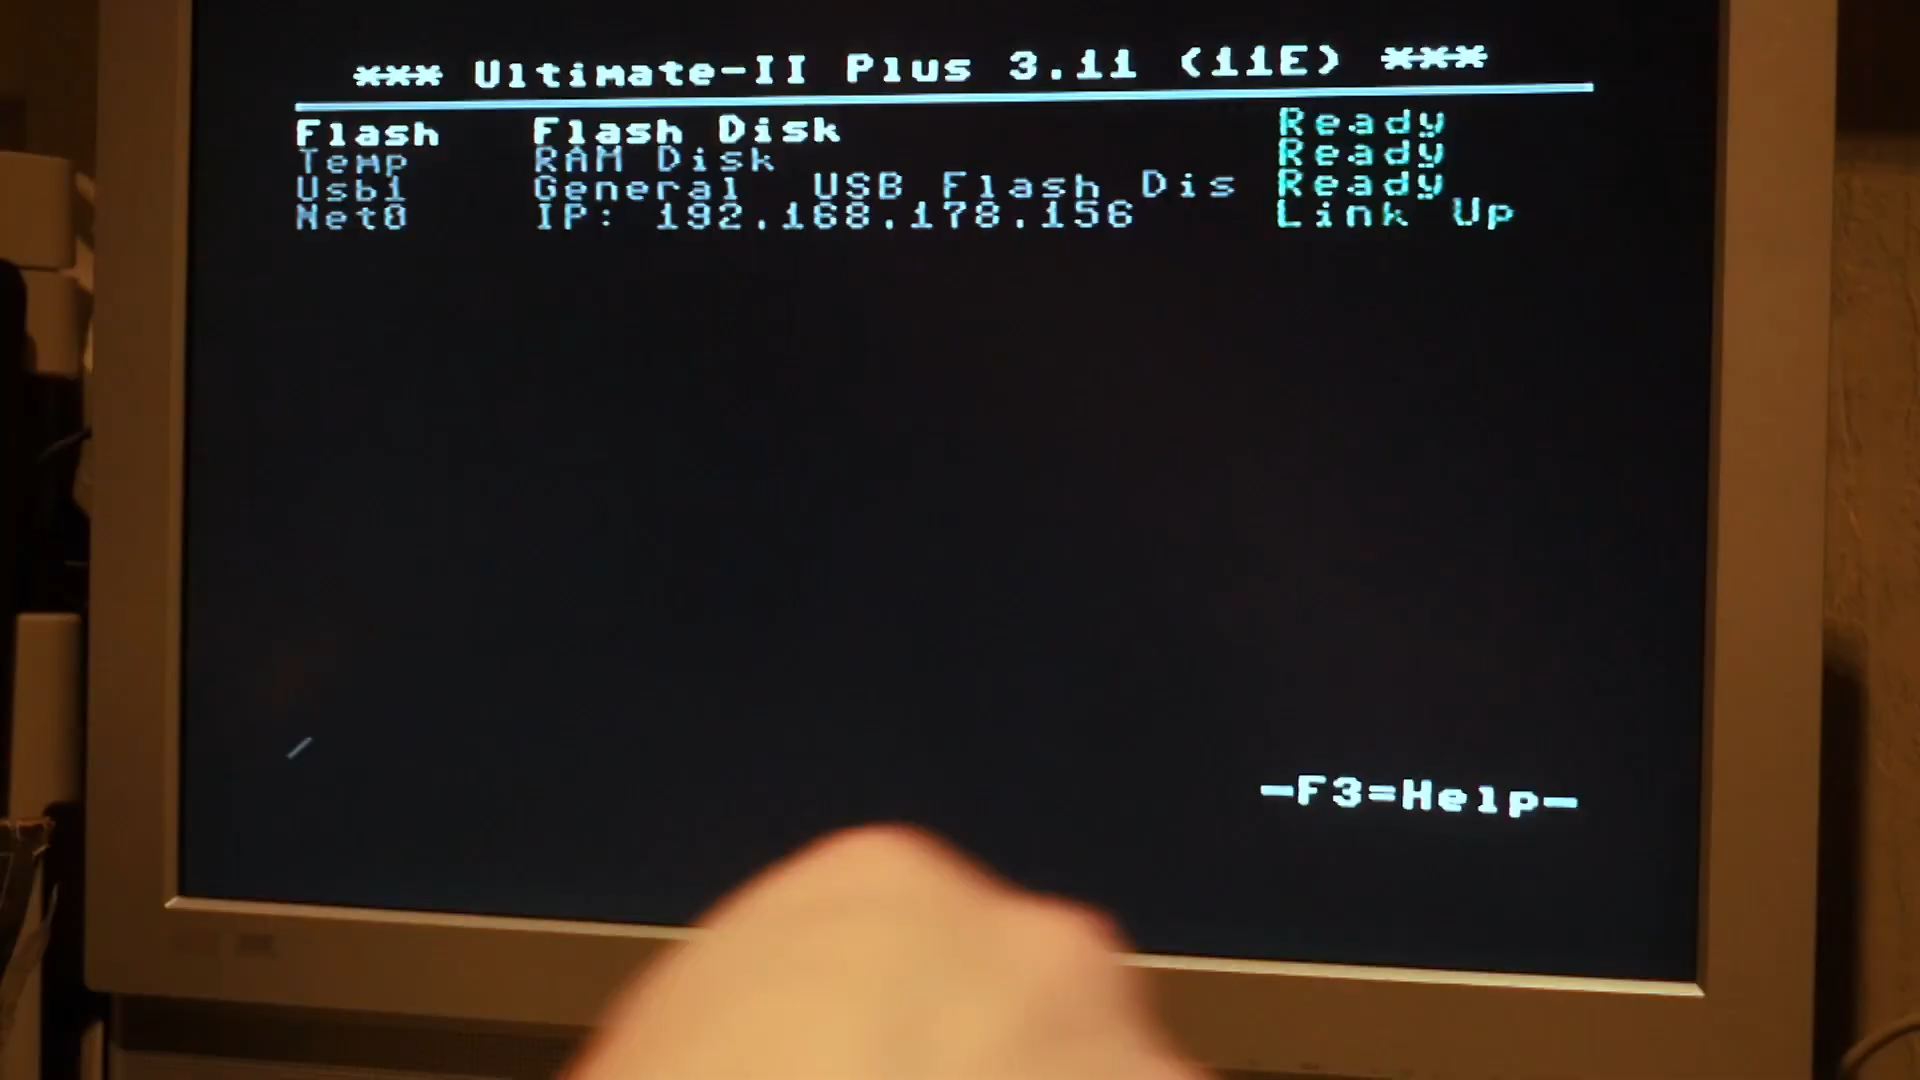 *** Ultimate-II Plus 3.11 (11E) ***
Flash Flash Disk Ready
Temp RAM Disk Ready
Usb1 General USB Flash Dis Ready
Net0 IP: 192.168.178.156 Link Up
/
-F3=Help-